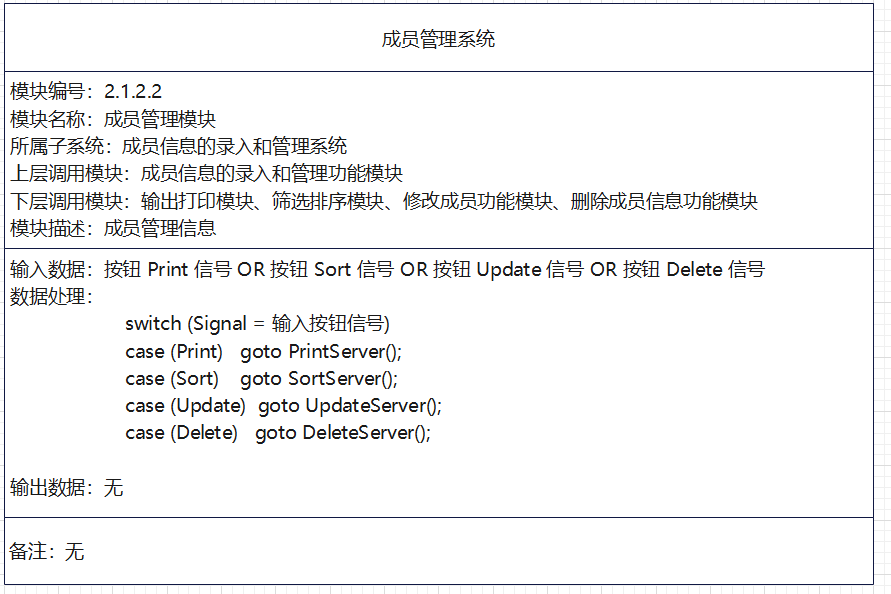 成员管理系统
模块编号：2.1.2.2
模块名称：成员管理模块
所属子系统：成员信息的录入和管理系统
上层调用模块：成员信息的录入和管理功能模块
下层调用模块：输出打印模块、筛选排序模块、修改成员功能模块、删除成员信息功能模块
模块描述：成员管理信息
输入数据：按钮 Print 信号 OR 按钮 Sort 信号 OR 按钮 Update 信号 OR 按钮 Delete 信号
数据处理：
switch (Signal = 输入按钮信号)
case (Print) goto PrintServer();
case (Sort) goto SortServer();
case (Update) goto UpdateServer();
case (Delete) goto DeleteServer();
输出数据：无
备注：无